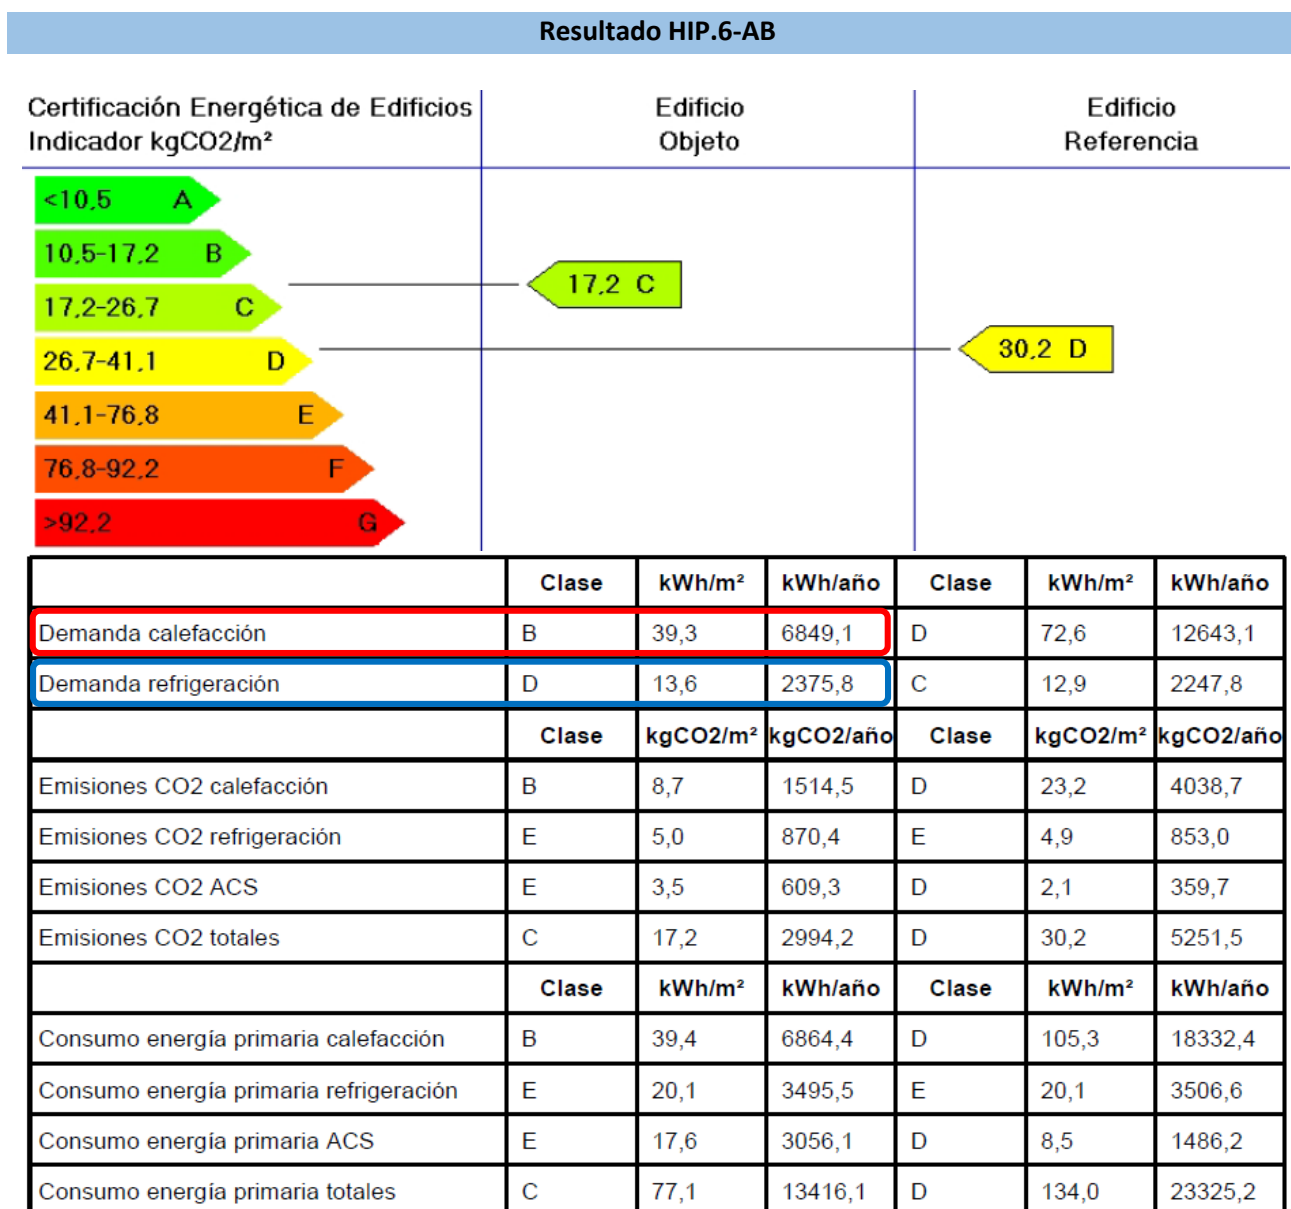 Resultado HIP.6-AB
Certificación Energética de Edificios
Indicador kgCO2/m²
Edificio
Objeto
Edificio
Referencia
<10,5 A
10,5-17,2 B
17,2-26,7 C
26,7-41,1 D
41,1-76,8 E
76,8-92,2 F
>92,2 G
17,2 C
30,2 D
Clase kWh/m² kWh/año Clase kWh/m² kWh/año
Demanda calefacción B 39,3 6849,1 D 72,6 12643,1
Demanda refrigeración D 13,6 2375,8 C 12,9 2247,8
Clase kgCO2/m² kgCO2/año Clase kgCO2/m² kgCO2/año
Emisiones CO2 calefacción B 8,7 1514,5 D 23,2 4038,7
Emisiones CO2 refrigeración E 5,0 870,4 E 4,9 853,0
Emisiones CO2 ACS E 3,5 609,3 D 2,1 359,7
Emisiones CO2 totales C 17,2 2994,2 D 30,2 5251,5
Clase kWh/m² kWh/año Clase kWh/m² kWh/año
Consumo energía primaria calefacción B 39,4 6864,4 D 105,3 18332,4
Consumo energía primaria refrigeración E 20,1 3495,5 E 20,1 3506,6
Consumo energía primaria ACS E 17,6 3056,1 D 8,5 1486,2
Consumo energía primaria totales C 77,1 13416,1 D 134,0 23325,2